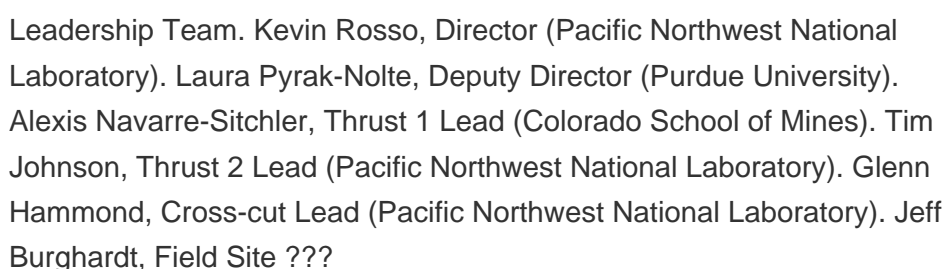 Leadership Team. Kevin Rosso, Director (Pacific Northwest National
Laboratory). Laura Pyrak-Nolte, Deputy Director (Purdue University).
Alexis Navarre-Sitchler, Thrust 1 Lead (Colorado School of Mines). Tim
Johnson, Thrust 2 Lead (Pacific Northwest National Laboratory). Glenn
Hammond, Cross-cut Lead (Pacific Northwest National Laboratory). Jeff
Burghardt, Field Site ???